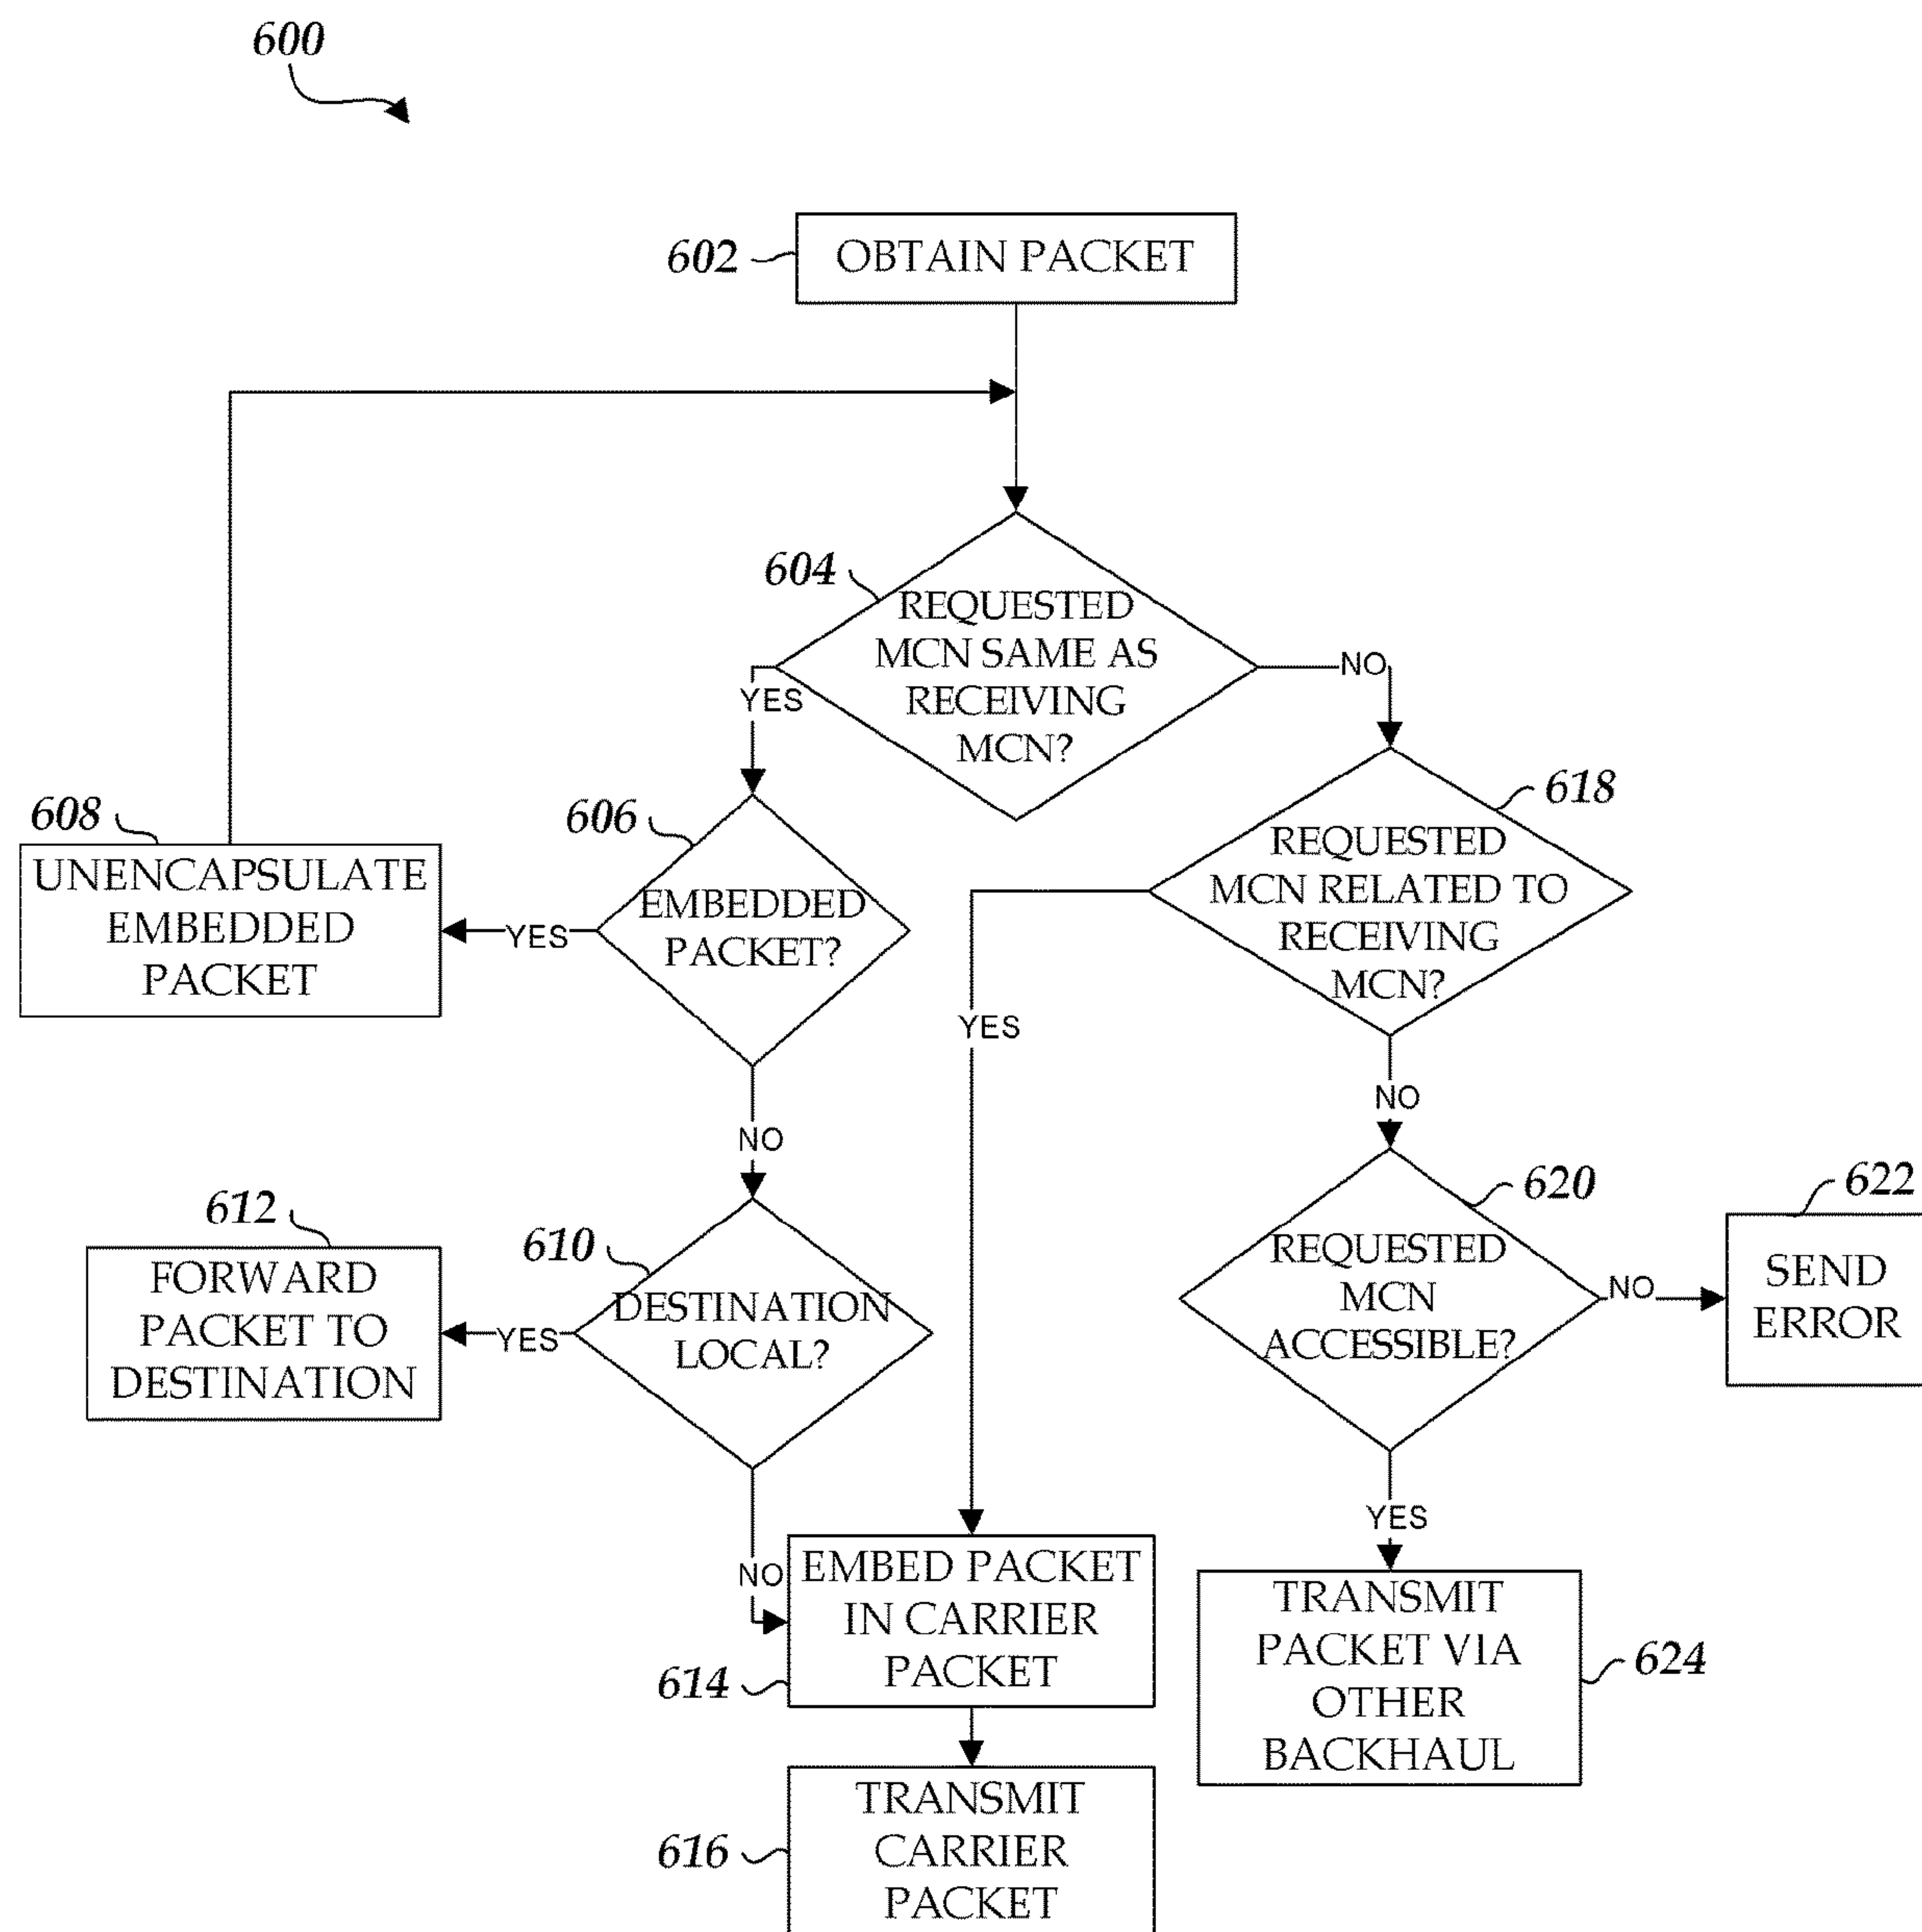 600
602
OBTAIN PACKET
604
REQUESTED
MCN SAME AS
RECEIVING
MCN?
YES
NO
606
EMBEDDED
PACKET?
YES
NO
608
UNENCAPSULATE
EMBEDDED
PACKET
618
REQUESTED
MCN RELATED TO
RECEIVING
MCN?
YES
NO
610
DESTINATION
LOCAL?
YES
NO
612
FORWARD
PACKET TO
DESTINATION
620
REQUESTED
MCN
ACCESSIBLE?
NO
YES
622
SEND
ERROR
614
EMBED PACKET
IN CARRIER
PACKET
624
TRANSMIT
PACKET VIA
OTHER
BACKHAUL
616
TRANSMIT
CARRIER
PACKET